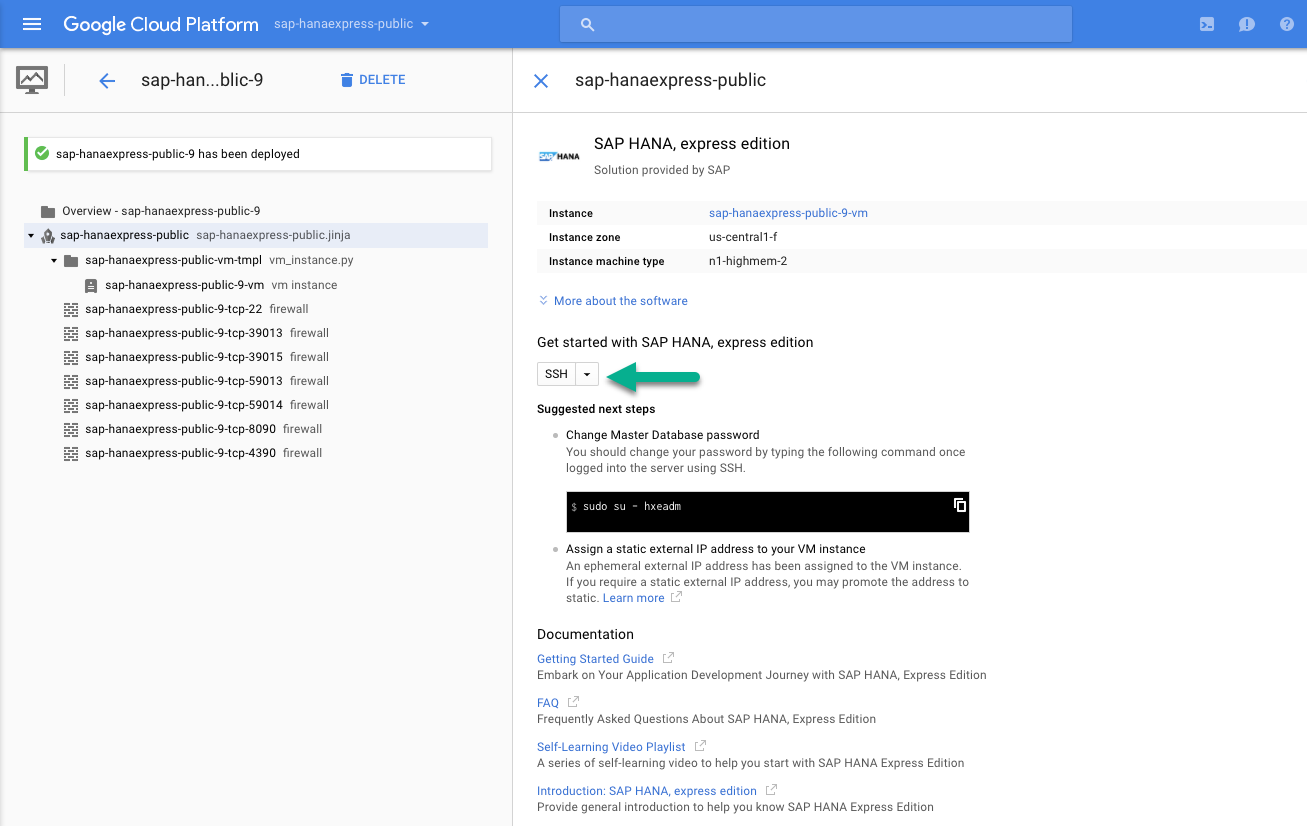 Google Cloud Platform sap-hanaexpress-public
sap-han...blic-9 DELETE
sap-hanaexpress-public-9 has been deployed
Overview - sap-hanaexpress-public-9
sap-hanaexpress-public sap-hanaexpress-public.jinja
sap-hanaexpress-public-vm-tmpl vm_instance.py
sap-hanaexpress-public-9-vm vm instance
sap-hanaexpress-public-9-tcp-22 firewall
sap-hanaexpress-public-9-tcp-39013 firewall
sap-hanaexpress-public-9-tcp-39015 firewall
sap-hanaexpress-public-9-tcp-59013 firewall
sap-hanaexpress-public-9-tcp-59014 firewall
sap-hanaexpress-public-9-tcp-8090 firewall
sap-hanaexpress-public-9-tcp-4390 firewall
sap-hanaexpress-public
SAP HANA
SAP HANA, express edition
Solution provided by SAP
Instance sap-hanaexpress-public-9-vm
Instance zone us-central1-f
Instance machine type n1-highmem-2
More about the software
Get started with SAP HANA, express edition
SSH
Suggested next steps
Change Master Database password
You should change your password by typing the following command once
logged into the server using SSH.
$ sudo su - hxeadm
Assign a static external IP address to your VM instance
An ephemeral external IP address has been assigned to the VM instance.
If you require a static external IP address, you may promote the address to
static. Learn more
Documentation
Getting Started Guide
Embark on Your Application Development Journey with SAP HANA, Express Edition
FAQ
Frequently Asked Questions About SAP HANA, Express Edition
Self-Learning Video Playlist
A series of self-learning video to help you start with SAP HANA Express Edition
Introduction: SAP HANA, express edition
Provide general introduction to help you know SAP HANA Express Edition